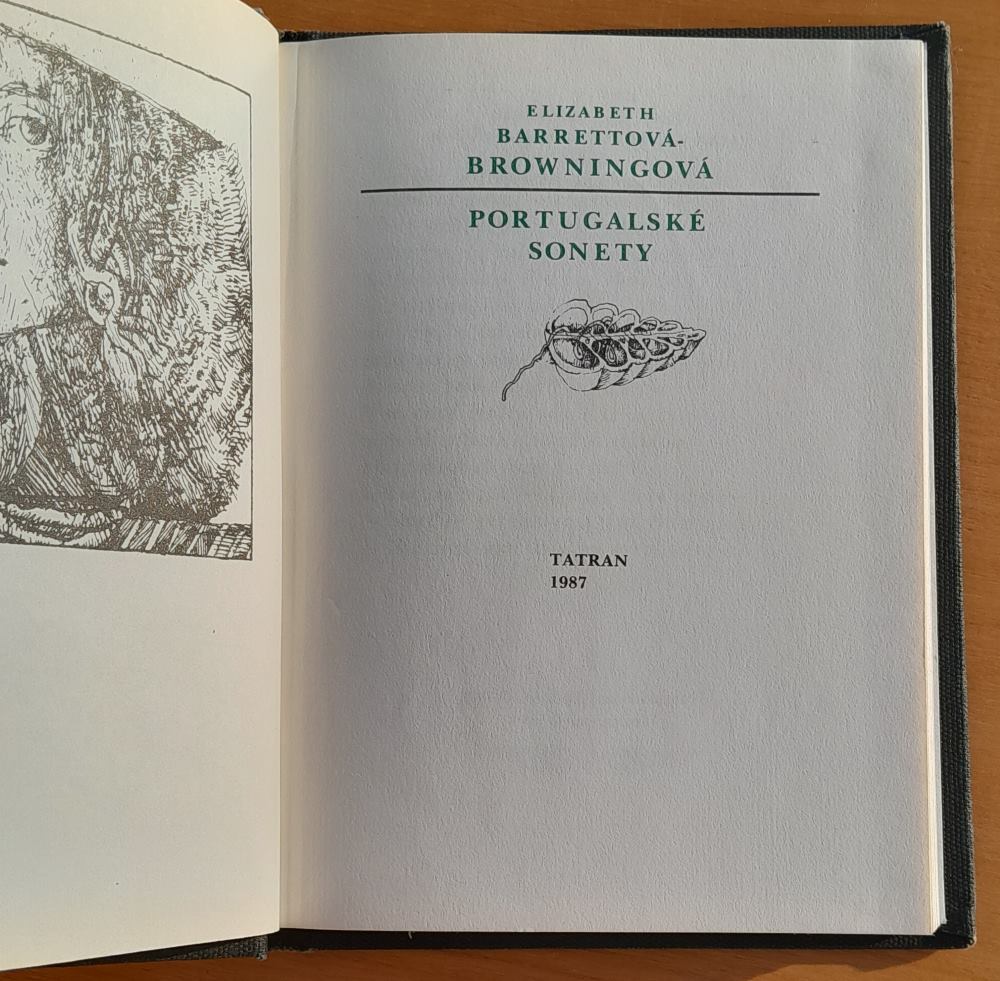 ELIZABETH
BARRETTOVÁ-
BROWNINGOVÁ
PORTUGALSKÉ
SONETY
TATRAN
1987